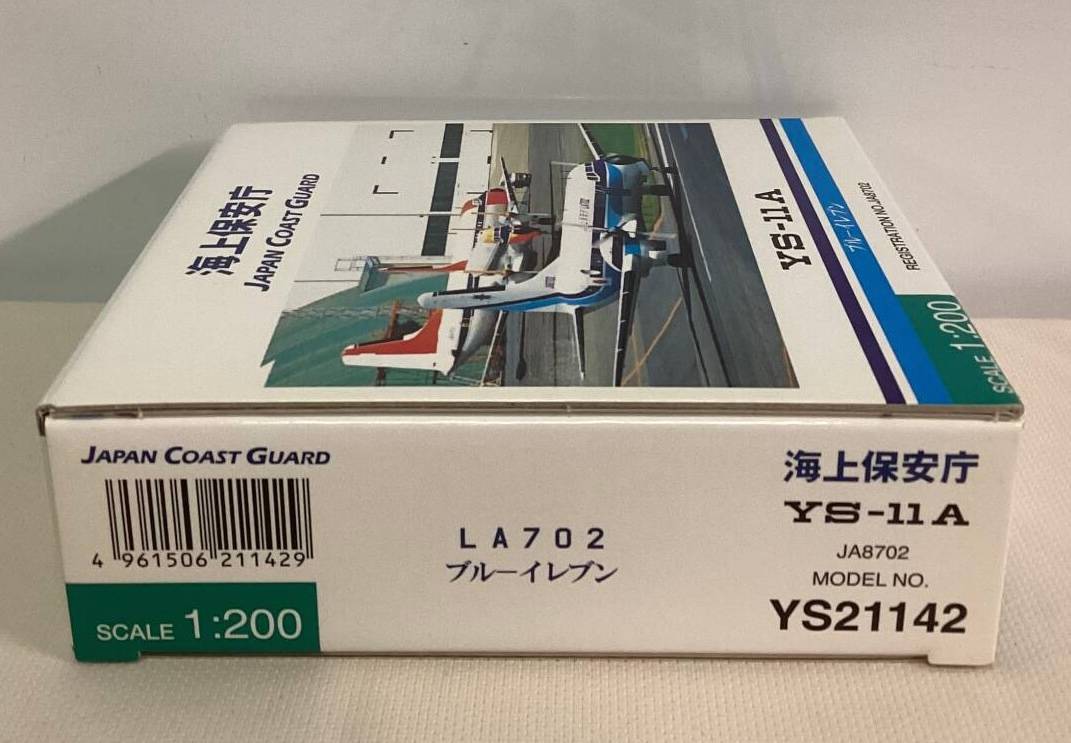 海上保安庁
JAPAN COAST GUARD
YS-11A
ブルーイレブン
REGISTRATION NO.JA8702
SCALE 1:200
JAPAN COAST GUARD
4 961506 211429
SCALE 1:200
LA702
ブルーイレブン
海上保安庁
YS-11A
JA8702
MODEL NO.
YS21142